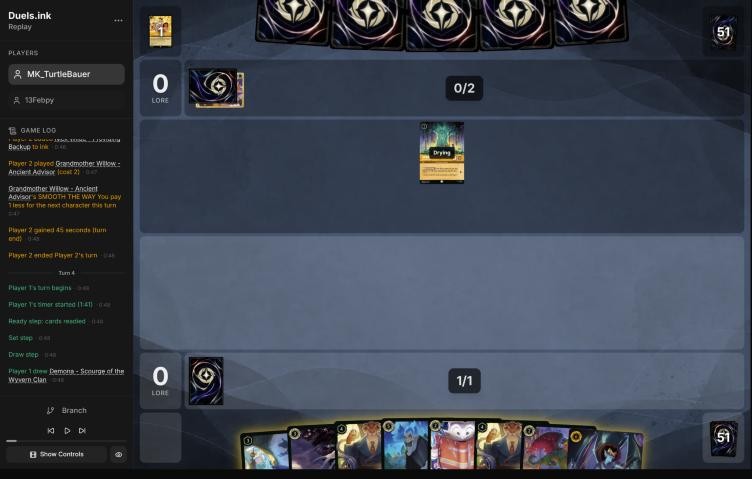 Duels.ink
Replay
PLAYERS
MK_TurtleBauer
13Febpy
GAME LOG
Backup to ink · 0:46
Player 2 played Grandmother Willow -
Ancient Advisor (cost 2) · 0:47
Grandmother Willow - Ancient
Advisor's SMOOTH THE WAY You pay
1 less for the next character this turn
· 0:47
Player 2 gained 45 seconds (turn
end) · 0:48
Player 2 ended Player 2's turn · 0:48
Turn 4
Player 1's turn begins · 0:48
Player 1's timer started (1:41) · 0:48
Ready step: cards readied · 0:48
Set step · 0:48
Draw step · 0:48
Player 1 drew Demona - Scourge of the
Wyvern Clan · 0:48
Branch
Show Controls
1
51
0
LORE
0/2
Drying
0
LORE
1/1
51